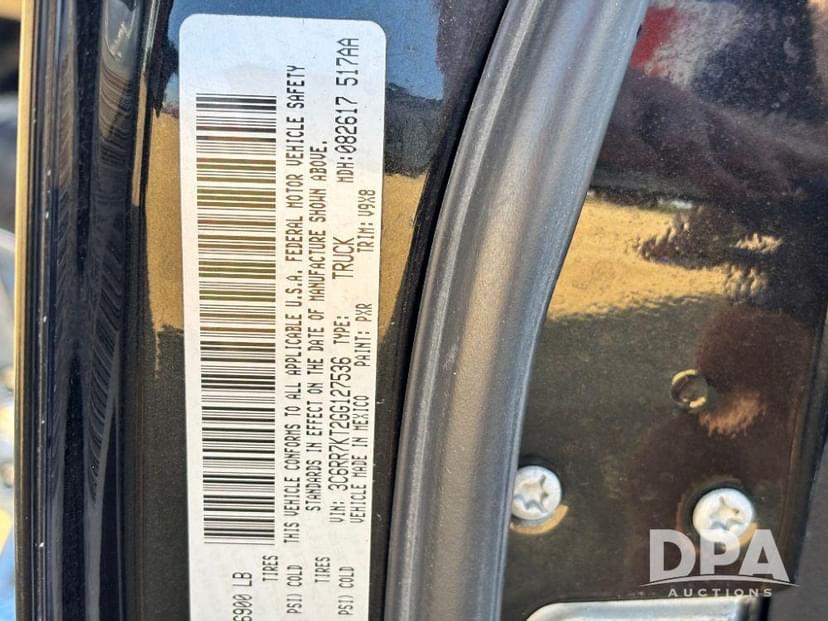 6900 LB
TIRES
PSI) COLD
TIRES
PSI) COLD
THIS VEHICLE CONFORMS TO ALL APPLICABLE U.S.A. FEDERAL MOTOR VEHICLE SAFETY
STANDARDS IN EFFECT ON THE DATE OF MANUFACTURE SHOWN ABOVE.
VIN: 3C6RR7KT2GG127536 TYPE: TRUCK MDH:082617 517AA
VEHICLE MADE IN MEXICO PAINT: PXR TRIM: V9X8
DPA
AUCTIONS